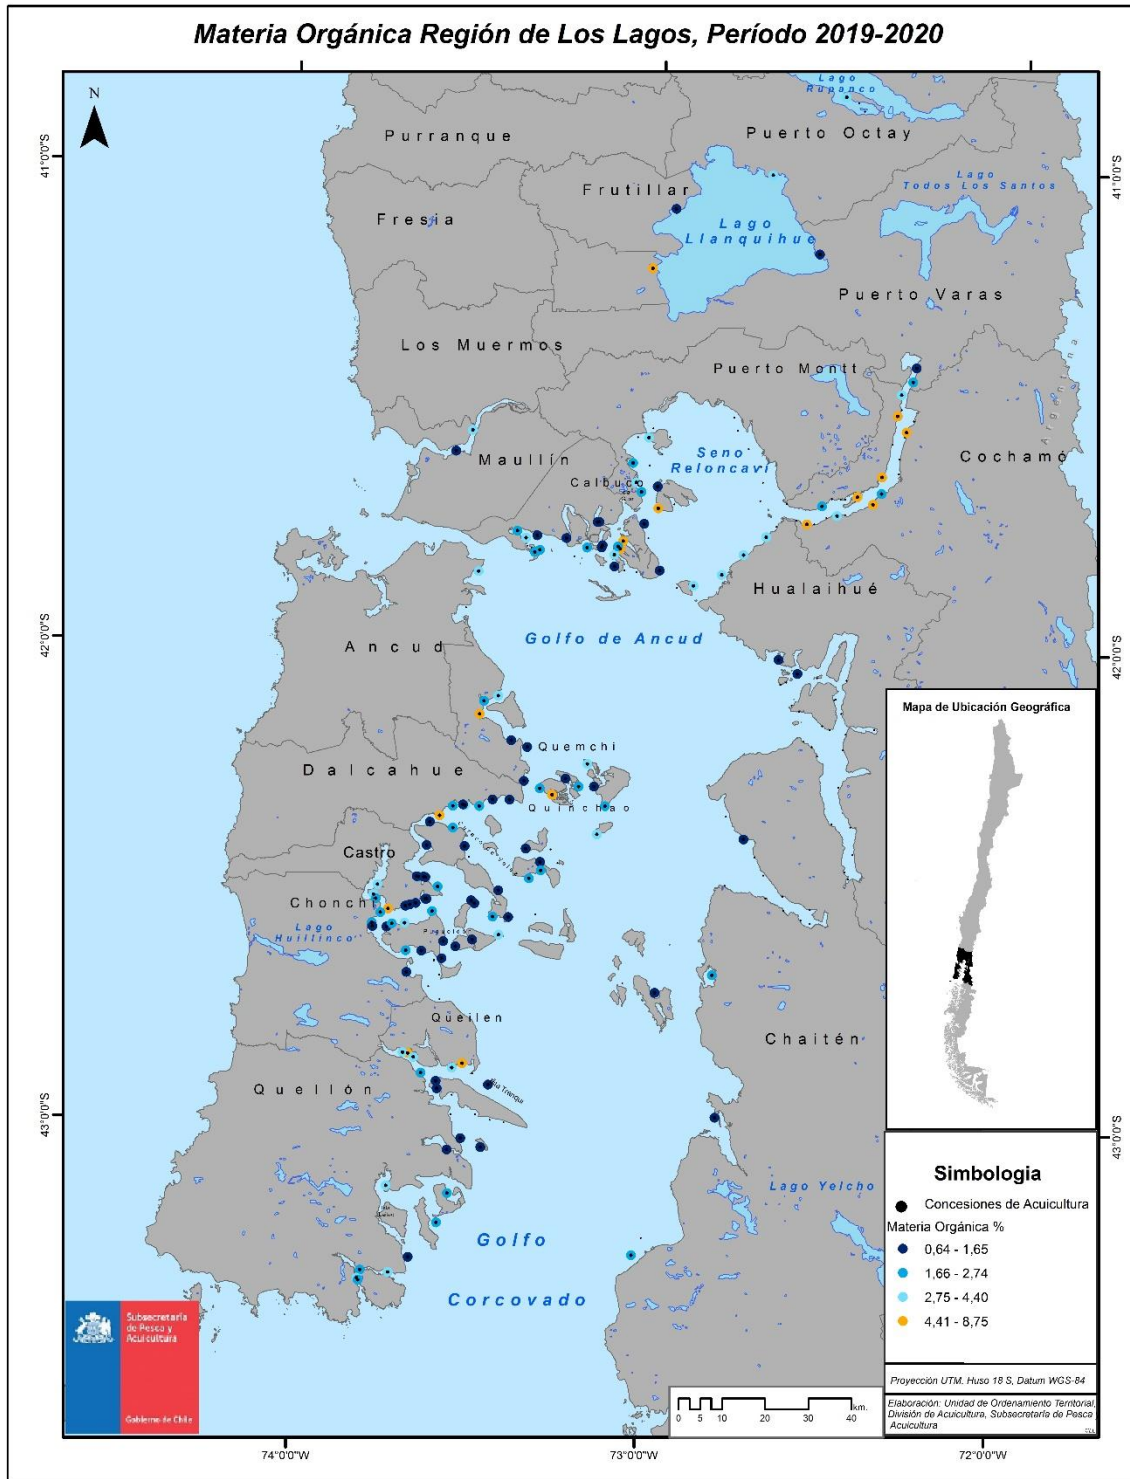 Materia Orgánica Región de Los Lagos, Período 2019-2020
N
Lago
Rupanco
Purranque
Puerto Octay
41°0'0"S
41°0'0"S
Lago
Todos Los Santos
Frutillar
Fresia
Lago
Llanquihue
Puerto Varas
Los Muermos
Puerto Montt
Argentina
Seno
Reloncaví
Cochamó
Maullín
Calbuco
Hualaihué
42°0'0"S
Golfo de Ancud
Ancud
42°0'0"S
Mapa de Ubicación Geográfica
Quemchi
Dalcahue
Quinchao
Curaco de Velez
Castro
Chonchi
Lago
Huillinco
Puqueldon
Queilen
Chaitén
Quellón
Isla Tranqui
43°0'0"S
43°0'0"S
Lago Yelcho
Golfo
Corcovado
Simbologia
Concesiones de Acuicultura
Materia Orgánica %
0,64 - 1,65
1,66 - 2,74
2,75 - 4,40
4,41 - 8,75
Subsecretaría
de Pesca y
Acuicultura
Gobierno de Chile
Proyección UTM. Huso 18 S, Datum WGS-84
Elaboración: Unidad de Ordenamiento Territorial,
División de Acuicultura, Subsecretaría de Pesca y
Acuicultura
0 5 10 20 30 40
km.
74°0'0"W
73°0'0"W
72°0'0"W